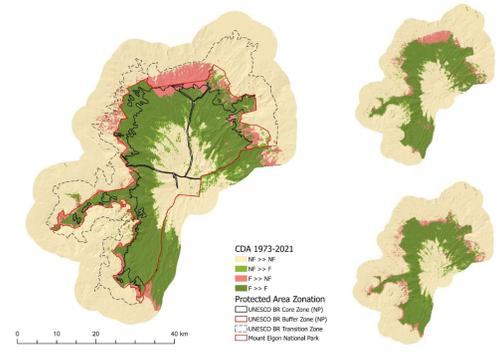 CDA 1973-2021
NF >> NF
NF >> F
F >> NF
F >> F
Protected Area Zonation
UNESCO BR Core Zone (NP)
UNESCO BR Buffer Zone (NP)
UNESCO BR Transition Zone
Mount Elgon National Park
0 10 20 30 40 km